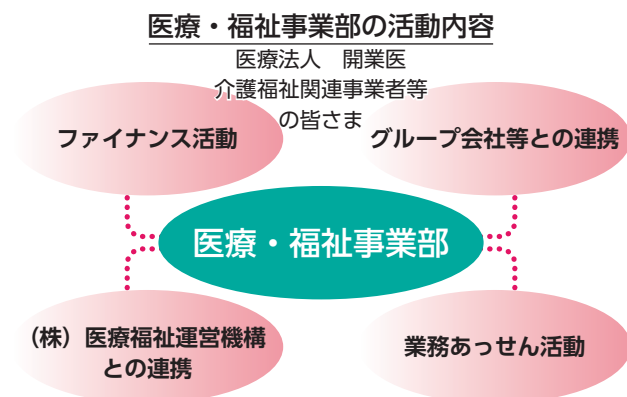 医療・福祉事業部の活動内容
医療法人　開業医
介護福祉関連事業者等
の皆さま
ファイナンス活動
グループ会社等との連携
医療・福祉事業部
（株）医療福祉運営機構
との連携
業務あっせん活動